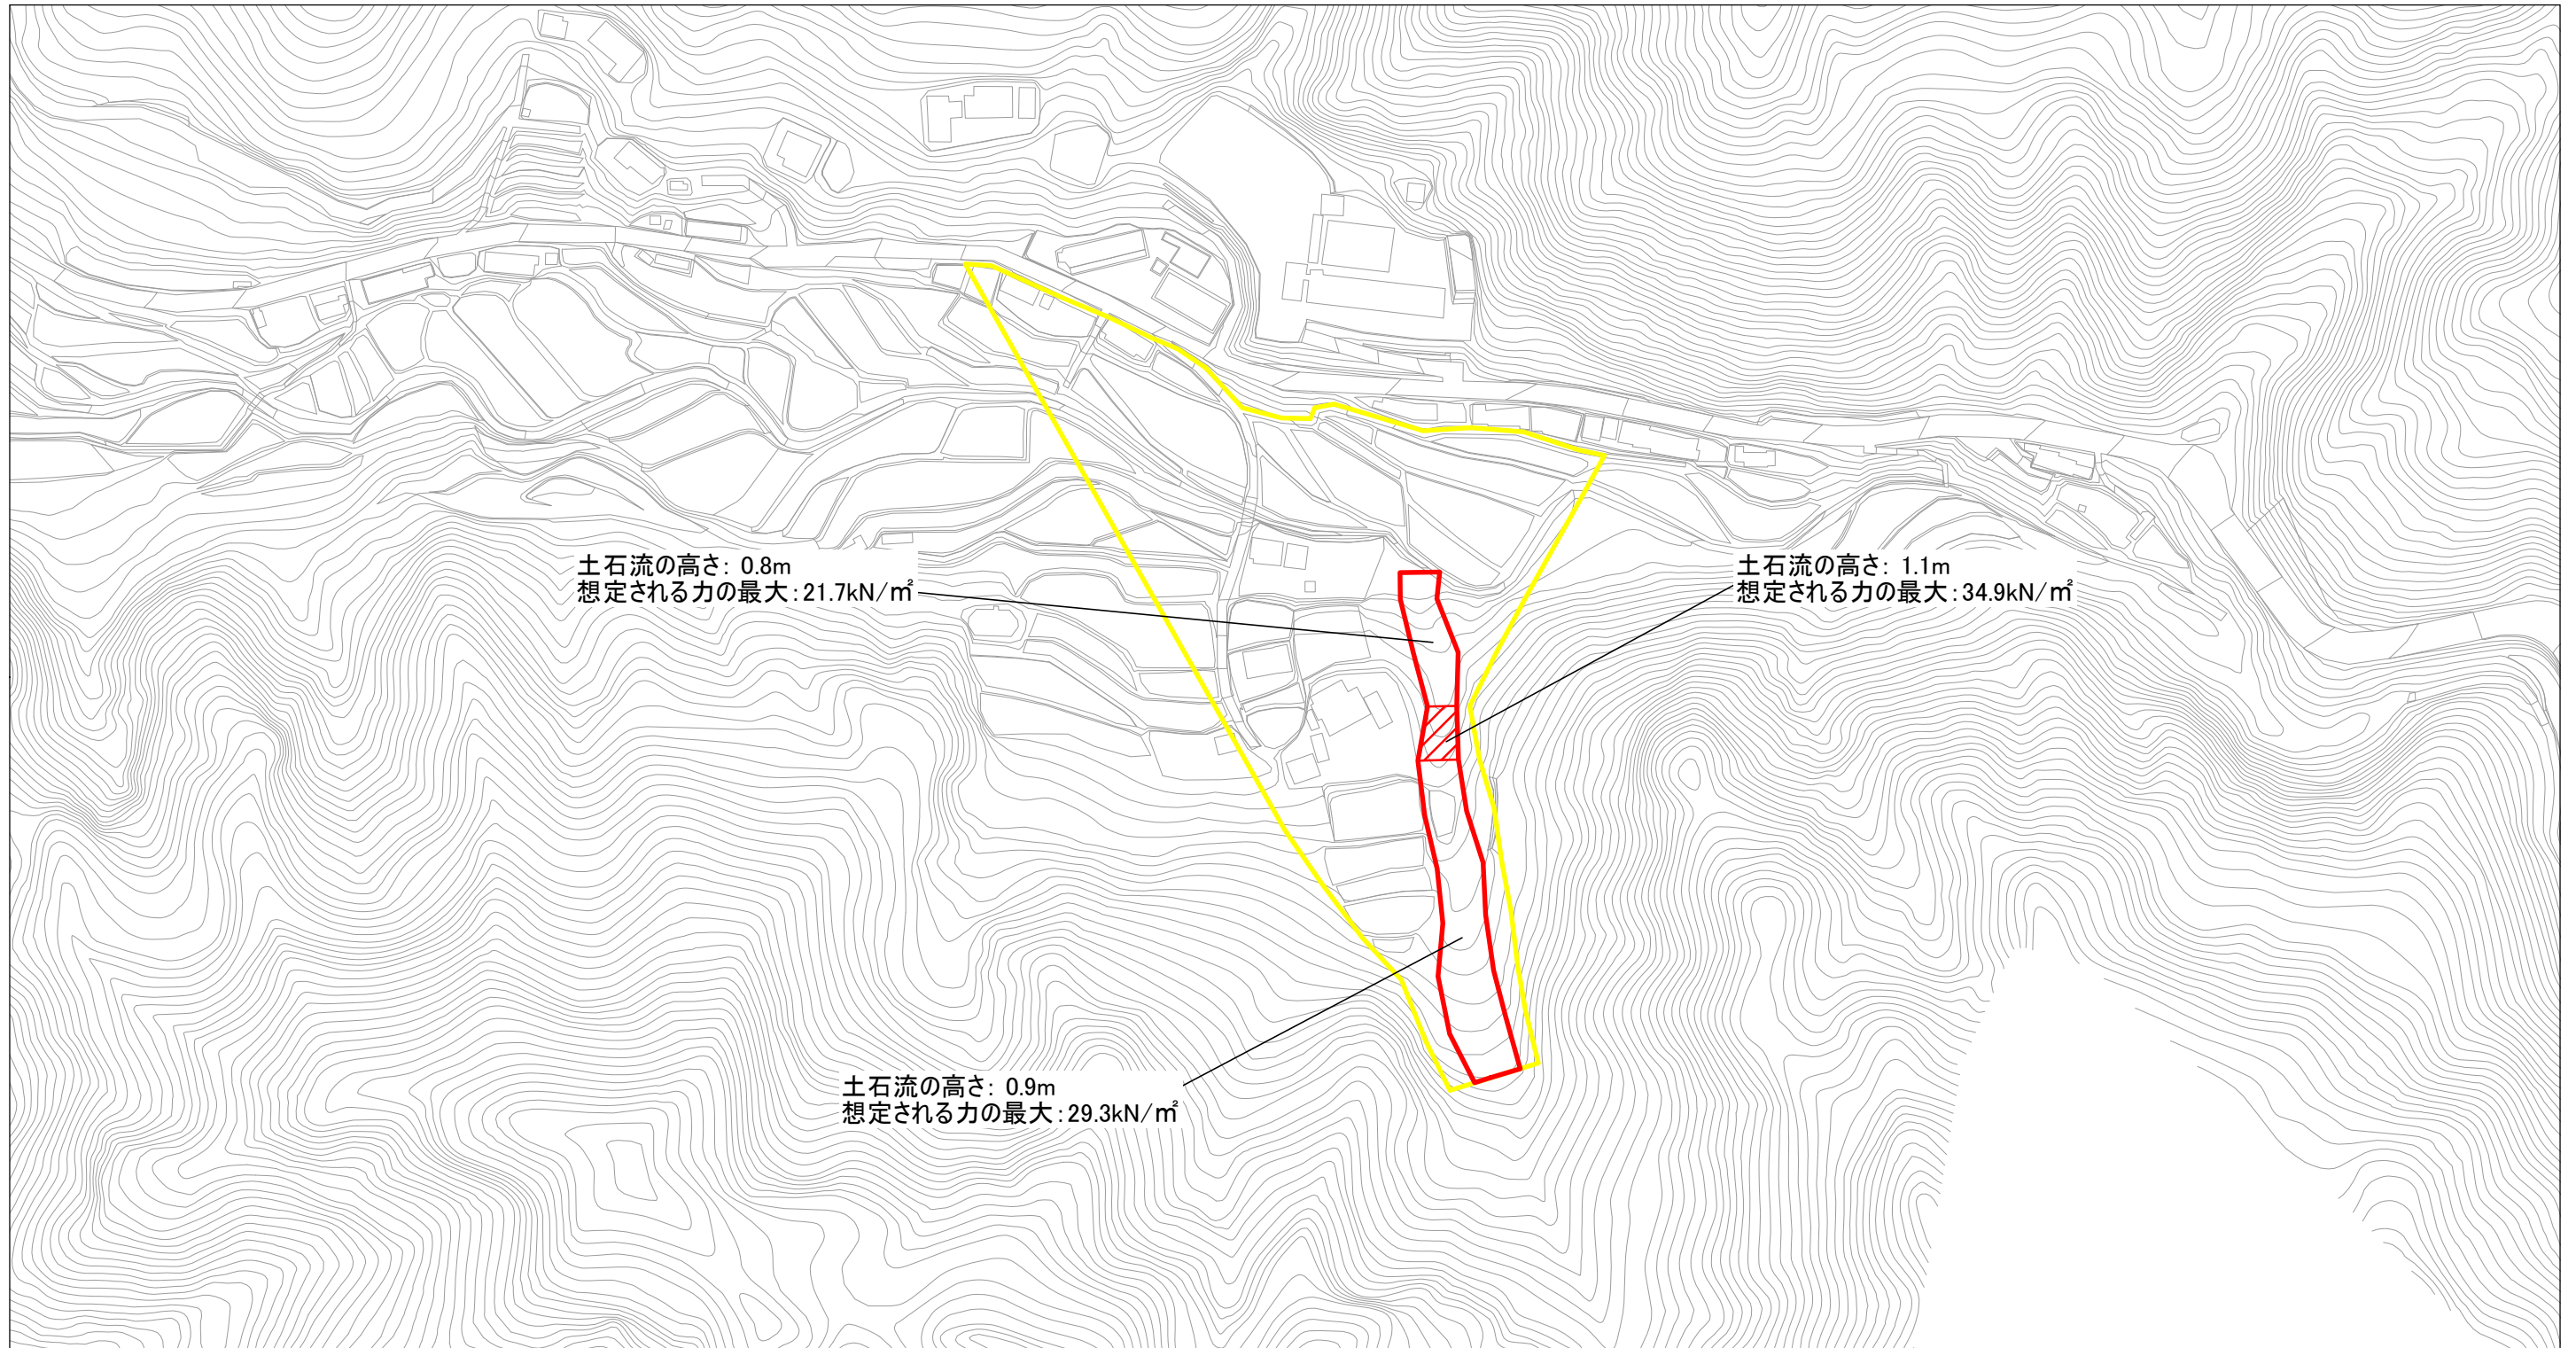 土石流の高さ: 0.8m
想定される力の最大:21.7kN/㎡
土石流の高さ: 1.1m
想定される力の最大:34.9kN/㎡
土石流の高さ: 0.9m
想定される力の最大:29.3kN/㎡